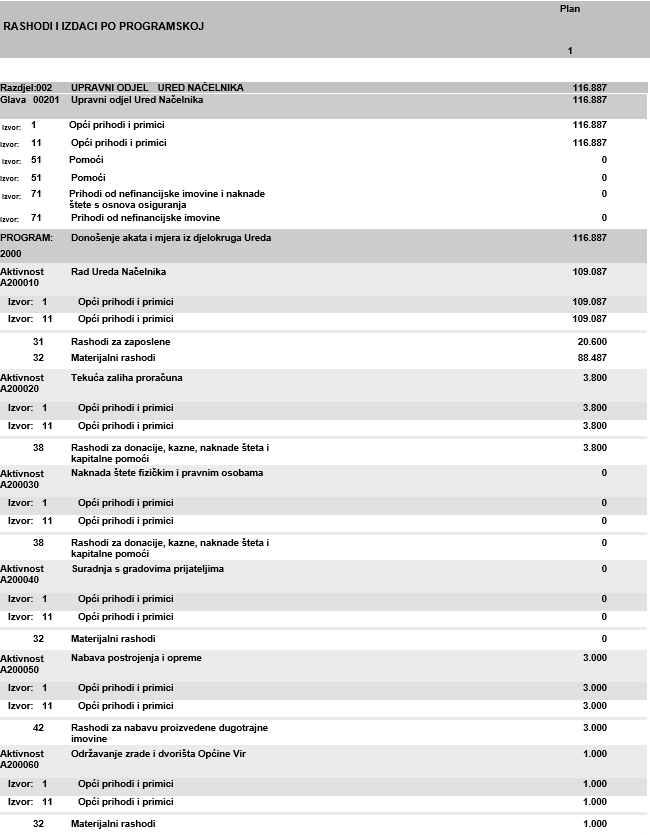 Plan
RASHODI I IZDACI PO PROGRAMSKOJ
1
Razdjel:002 UPRAVNI ODJEL URED NAČELNIKA 116.887
Glava 00201 Upravni odjel Ured Načelnika 116.887
Izvor: 1 Opći prihodi i primici 116.887
Izvor: 11 Opći prihodi i primici 116.887
Izvor: 51 Pomoći 0
Izvor: 51 Pomoći 0
Izvor: 71 Prihodi od nefinancijske imovine i naknade 0
štete s osnova osiguranja
Izvor: 71 Prihodi od nefinancijske imovine 0
PROGRAM: Donošenje akata i mjera iz djelokruga Ureda 116.887
2000
Aktivnost Rad Ureda Načelnika 109.087
A200010
Izvor: 1 Opći prihodi i primici 109.087
Izvor: 11 Opći prihodi i primici 109.087
31 Rashodi za zaposlene 20.600
32 Materijalni rashodi 88.487
Aktivnost Tekuća zaliha proračuna 3.800
A200020
Izvor: 1 Opći prihodi i primici 3.800
Izvor: 11 Opći prihodi i primici 3.800
38 Rashodi za donacije, kazne, naknade šteta i 3.800
kapitalne pomoći
Aktivnost Naknada štete fizičkim i pravnim osobama 0
A200030
Izvor: 1 Opći prihodi i primici 0
Izvor: 11 Opći prihodi i primici 0
38 Rashodi za donacije, kazne, naknade šteta i 0
kapitalne pomoći
Aktivnost Suradnja s gradovima prijateljima 0
A200040
Izvor: 1 Opći prihodi i primici 0
Izvor: 11 Opći prihodi i primici 0
32 Materijalni rashodi 0
Aktivnost Nabava postrojenja i opreme 3.000
A200050
Izvor: 1 Opći prihodi i primici 3.000
Izvor: 11 Opći prihodi i primici 3.000
42 Rashodi za nabavu proizvedene dugotrajne 3.000
imovine
Aktivnost Održavanje zrade i dvorišta Općine Vir 1.000
A200060
Izvor: 1 Opći prihodi i primici 1.000
Izvor: 11 Opći prihodi i primici 1.000
32 Materijalni rashodi 1.000